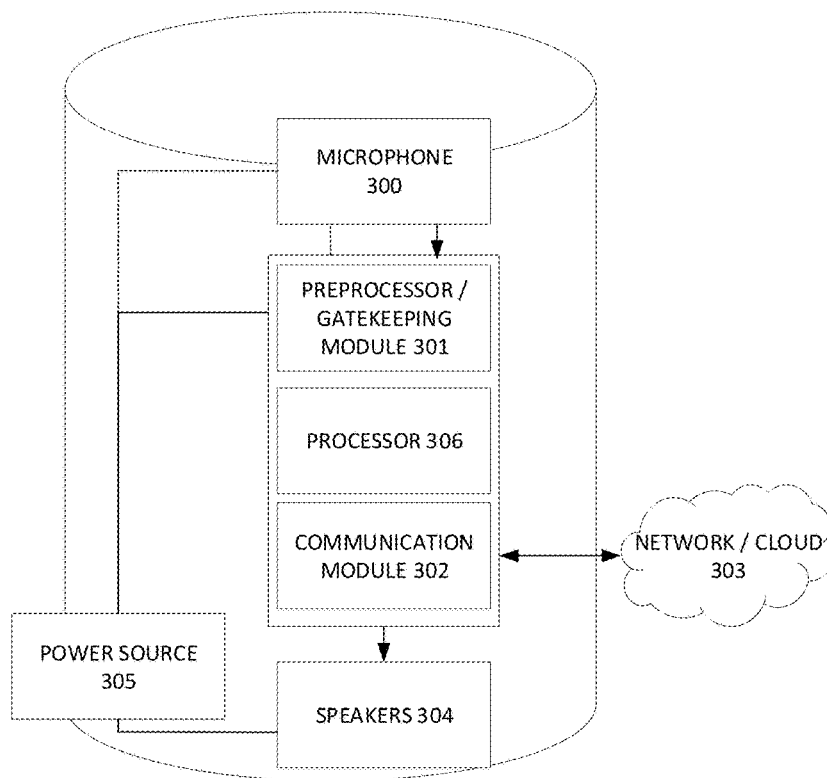 MICROPHONE
300
PREPROCESSOR /
GATEKEEPING
MODULE 301
PROCESSOR 306
COMMUNICATION
MODULE 302
NETWORK / CLOUD
303
POWER SOURCE
305
SPEAKERS 304